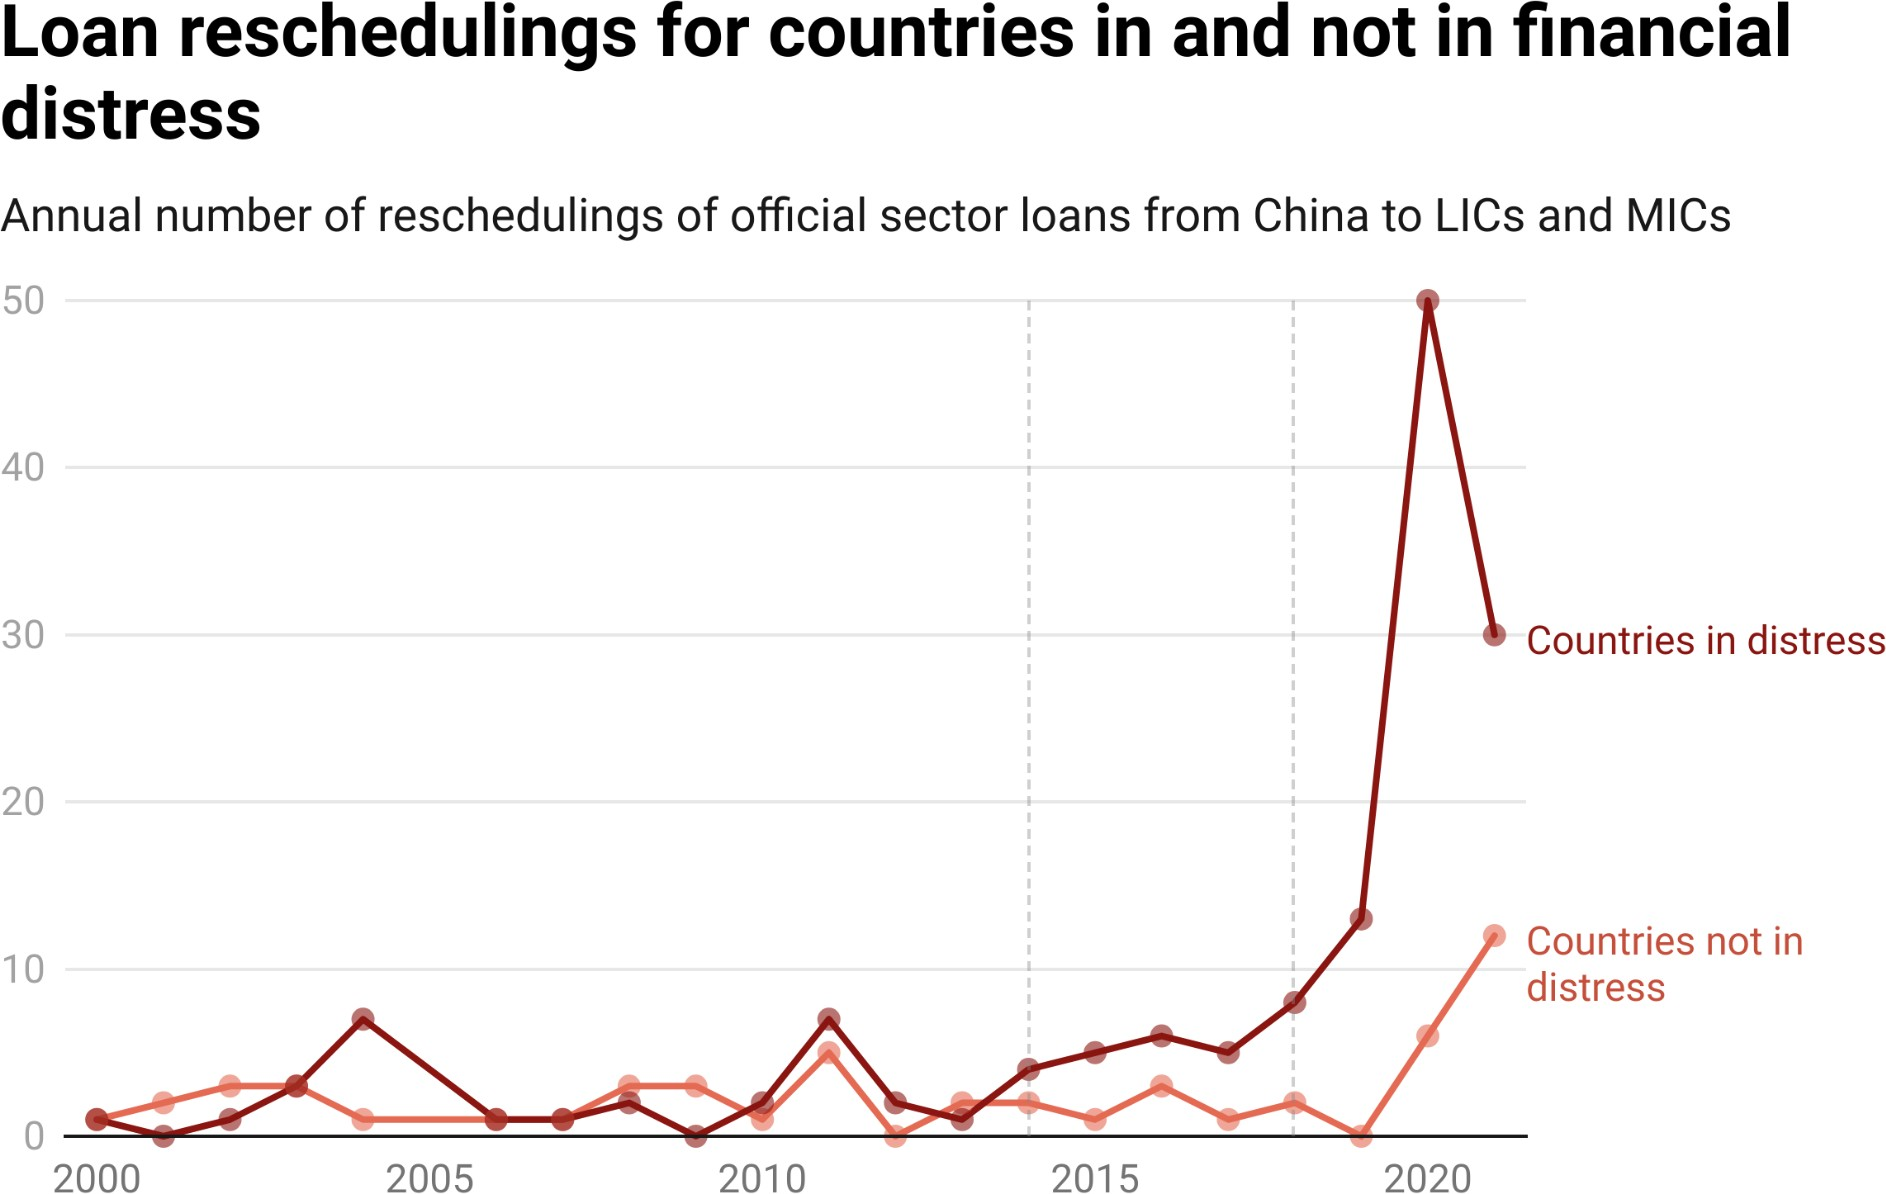 Loan reschedulings for countries in and not in financial
distress
Annual number of reschedulings of official sector loans from China to LICs and MICs
50
40
30
Countries in distress
20
Countries not in
distress
10
0
2000
2005
2010
2015
2020